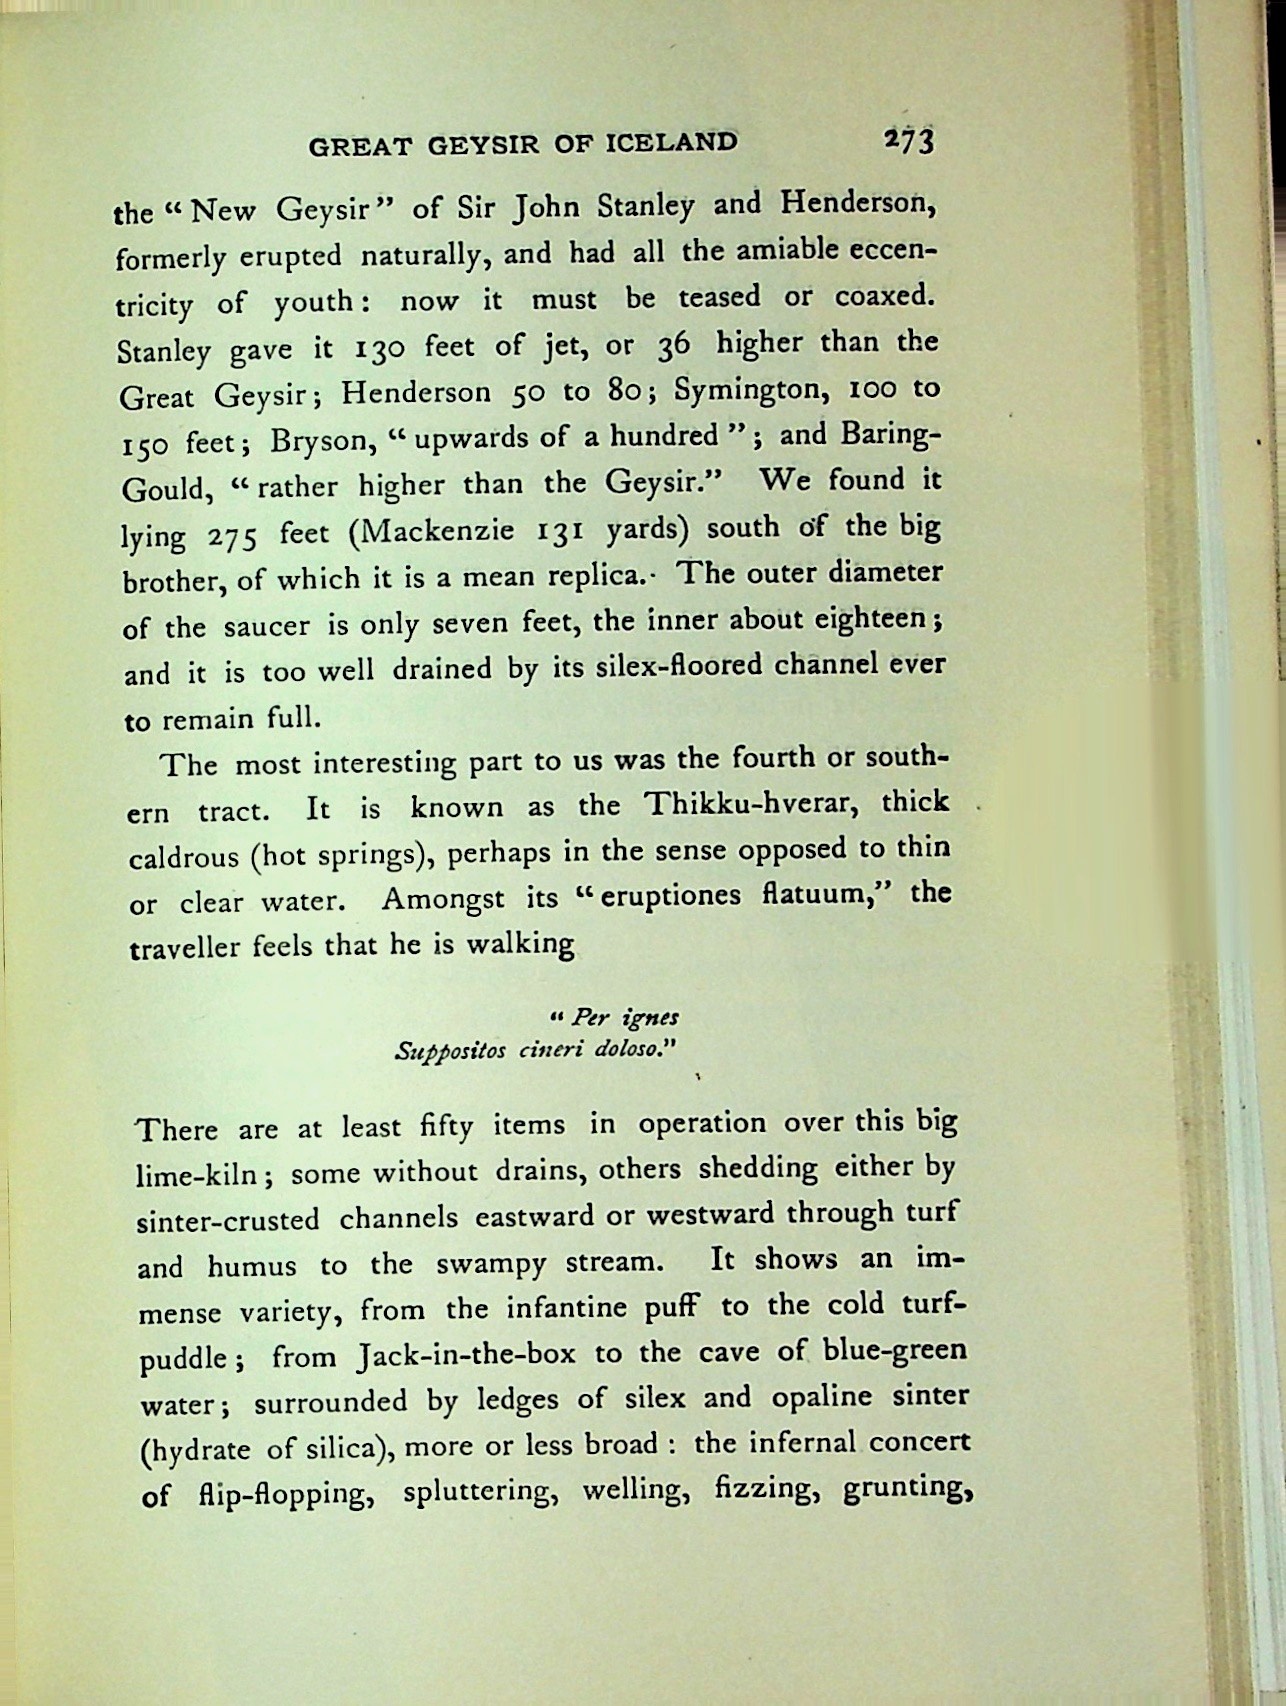 GREAT GEYSIR OF ICELAND 273
the “New Geysir” of Sir John Stanley and Henderson,
formerly erupted naturally, and had all the amiable eccen-
tricity of youth: now it must be teased or coaxed.
Stanley gave it 130 feet of jet, or 36 higher than the
Great Geysir; Henderson 50 to 80; Symington, 100 to
150 feet; Bryson, “upwards of a hundred”; and Baring-
Gould, “rather higher than the Geysir.” We found it
lying 275 feet (Mackenzie 131 yards) south of the big
brother, of which it is a mean replica. The outer diameter
of the saucer is only seven feet, the inner about eighteen;
and it is too well drained by its silex-floored channel ever
to remain full.
The most interesting part to us was the fourth or south-
ern tract. It is known as the Thikku-hverar, thick
caldrous (hot springs), perhaps in the sense opposed to thin
or clear water. Amongst its “eruptiones flatuum,” the
traveller feels that he is walking
“Per ignes
Suppositos cineri doloso.”
There are at least fifty items in operation over this big
lime-kiln; some without drains, others shedding either by
sinter-crusted channels eastward or westward through turf
and humus to the swampy stream. It shows an im-
mense variety, from the infantine puff to the cold turf-
puddle; from Jack-in-the-box to the cave of blue-green
water; surrounded by ledges of silex and opaline sinter
(hydrate of silica), more or less broad: the infernal concert
of flip-flopping, spluttering, welling, fizzing, grunting,